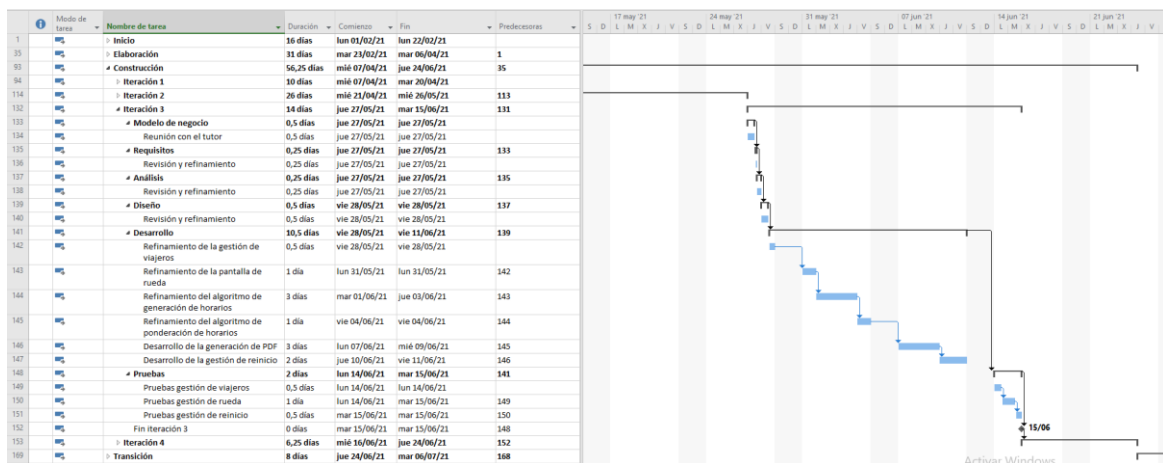 Modo de tarea Nombre de tarea Duración Comienzo Fin Predecesoras
17 may '21 24 may '21 31 may '21 07 jun '21 14 jun '21 21 jun '21
S D L M X J V S D L M X J V S D L M X J V S D L M X J V S D L M X J V S D L M X J V
1 Inicio 16 días lun 01/02/21 lun 22/02/21
35 Elaboración 31 días mar 23/02/21 mar 06/04/21 1
93 Construcción 56,25 días mié 07/04/21 jue 24/06/21 35
94 Iteración 1 10 días mié 07/04/21 mar 20/04/21
114 Iteración 2 26 días mié 21/04/21 mié 26/05/21 113
132 Iteración 3 14 días jue 27/05/21 mar 15/06/21 131
133 Modelo de negocio 0,5 días jue 27/05/21 jue 27/05/21
134 Reunión con el tutor 0,5 días jue 27/05/21 jue 27/05/21
135 Requisitos 0,25 días jue 27/05/21 jue 27/05/21 133
136 Revisión y refinamiento 0,25 días jue 27/05/21 jue 27/05/21
137 Análisis 0,25 días jue 27/05/21 jue 27/05/21 135
138 Revisión y refinamiento 0,25 días jue 27/05/21 jue 27/05/21
139 Diseño 0,5 días vie 28/05/21 vie 28/05/21 137
140 Revisión y refinamiento 0,5 días vie 28/05/21 vie 28/05/21
141 Desarrollo 10,5 días vie 28/05/21 vie 11/06/21 139
142 Refinamiento de la gestión de 0,5 días vie 28/05/21 vie 28/05/21
viajeros
143 Refinamiento de la pantalla de 1 día lun 31/05/21 lun 31/05/21 142
rueda
144 Refinamiento del algoritmo de 3 días mar 01/06/21 jue 03/06/21 143
generación de horarios
145 Refinamiento del algoritmo de 1 día vie 04/06/21 vie 04/06/21 144
ponderación de horarios
146 Desarrollo de la generación de PDF 3 días lun 07/06/21 mié 09/06/21 145
147 Desarrollo de la gestión de reinicio 2 días jue 10/06/21 vie 11/06/21 146
148 Pruebas 2 días lun 14/06/21 mar 15/06/21 141
149 Pruebas gestión de viajeros 0,5 días lun 14/06/21 lun 14/06/21
150 Pruebas gestión de rueda 1 día lun 14/06/21 mar 15/06/21 149
151 Pruebas gestión de reinicio 0,5 días mar 15/06/21 mar 15/06/21 150
152 Fin iteración 3 0 días mar 15/06/21 mar 15/06/21 148 15/06
153 Iteración 4 6,25 días mié 16/06/21 jue 24/06/21 152
169 Transición 8 días jue 24/06/21 mar 06/07/21 168
Activar Windows